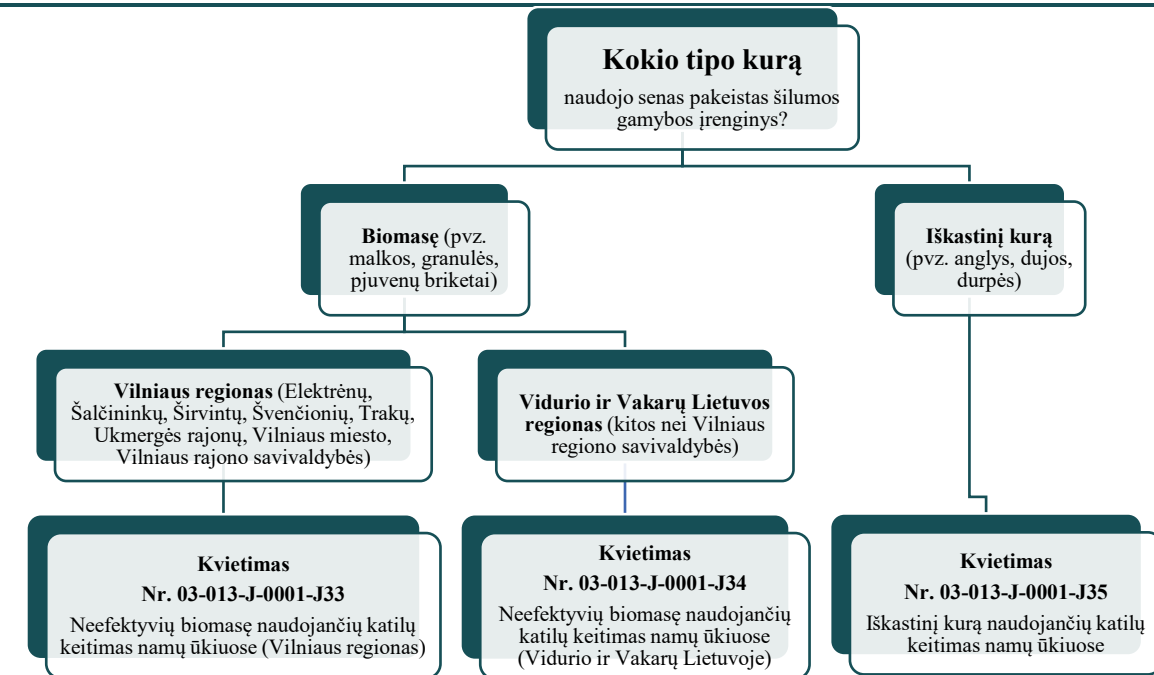 Kokio tipo kurą
naudojo senas pakeistas šilumos
gamybos įrenginys?
Biomasę (pvz.
malkos, granulės,
pjuvenų briketai)
Iškastinį kurą
(pvz. anglys, dujos,
durpės)
Vilniaus regionas (Elektrėnų,
Šalčininkų, Širvintų, Švenčionių, Trakų,
Ukmergės rajonų, Vilniaus miesto,
Vilniaus rajono savivaldybės)
Vidurio ir Vakarų Lietuvos
regionas (kitos nei Vilniaus
regiono savivaldybės)
Kvietimas
Nr. 03-013-J-0001-J33
Neefektyvių biomasę naudojančių katilų
keitimas namų ūkiuose (Vilniaus regionas)
Kvietimas
Nr. 03-013-J-0001-J34
Neefektyvių biomasę naudojančių
katilų keitimas namų ūkiuose
(Vidurio ir Vakarų Lietuvoje)
Kvietimas
Nr. 03-013-J-0001-J35
Iškastinį kurą naudojančių katilų
keitimas namų ūkiuose